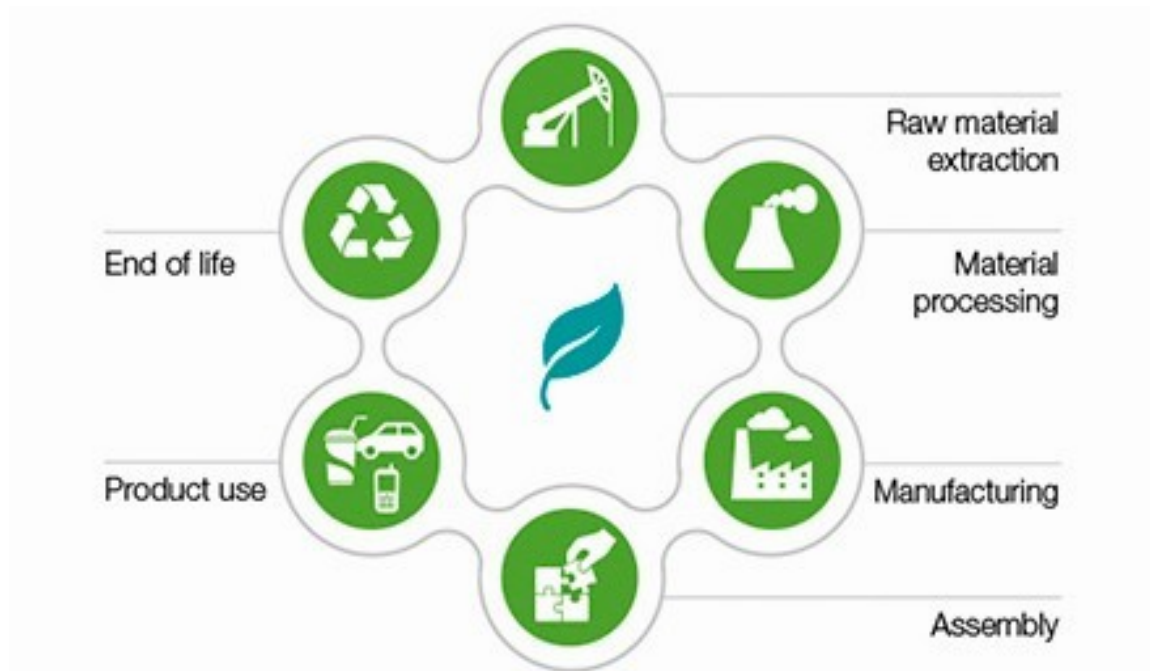 Raw material
extraction
End of life
Material
processing
Product use
Manufacturing
Assembly